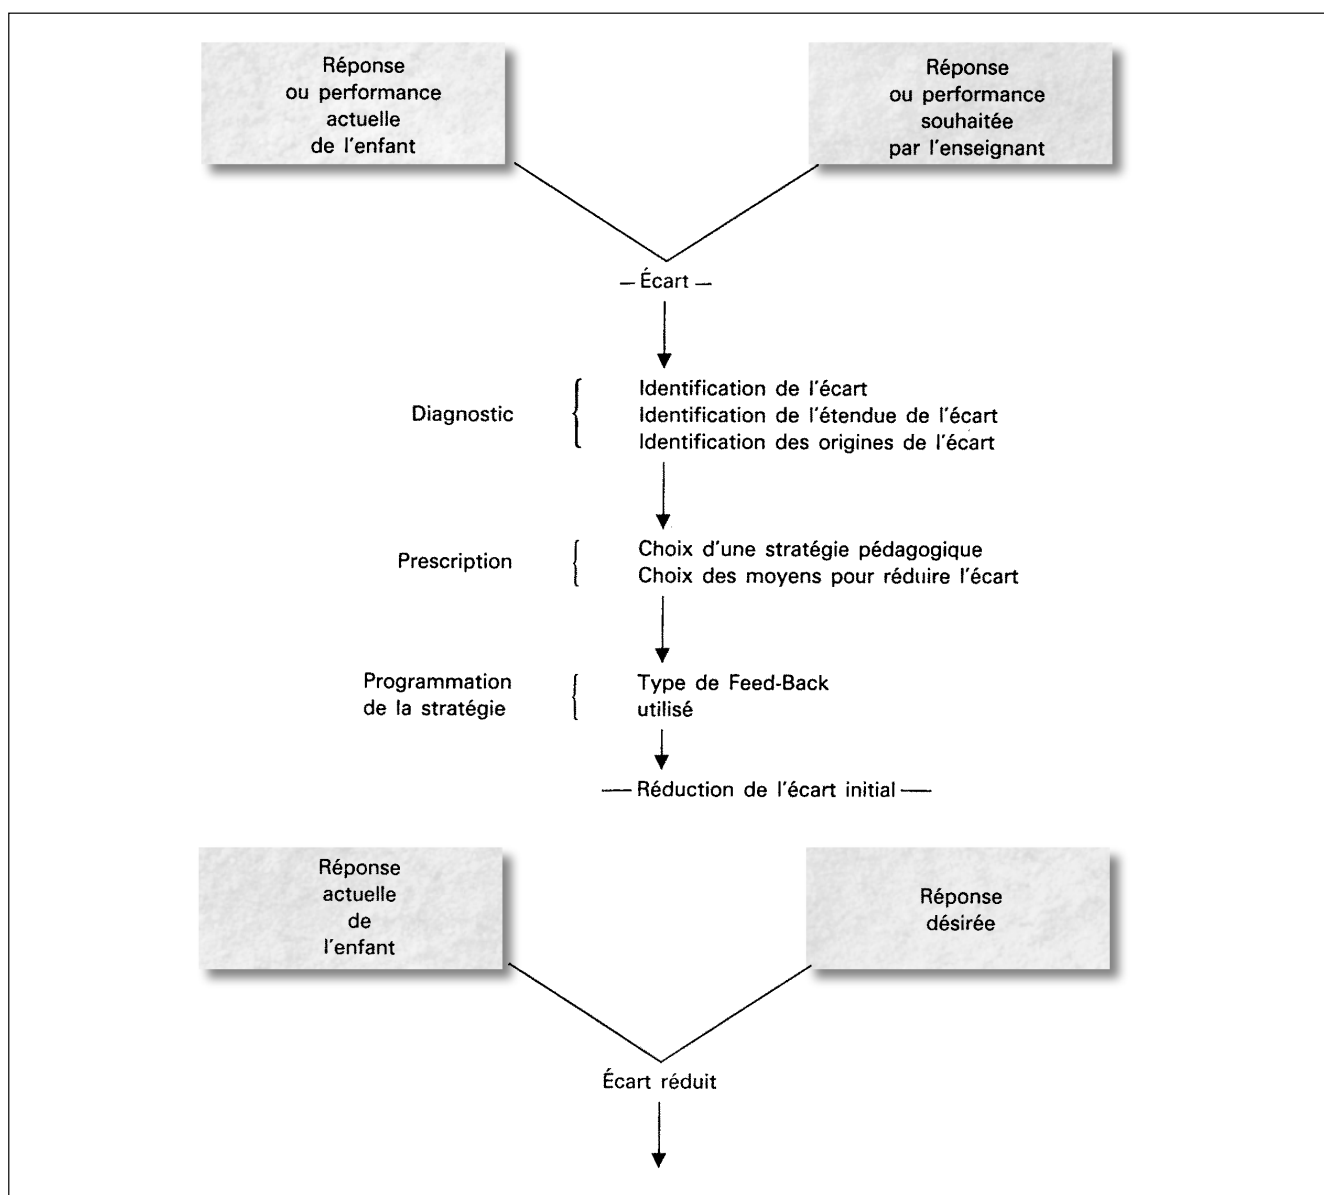 Réponse
ou performance
actuelle
de l'enfant
Réponse
ou performance
souhaitée
par l'enseignant
— Écart —
Diagnostic
Identification de l'écart
Identification de l'étendue de l'écart
Identification des origines de l'écart
Prescription
Choix d'une stratégie pédagogique
Choix des moyens pour réduire l'écart
Programmation
de la stratégie
Type de Feed-Back
utilisé
— Réduction de l'écart initial —
Réponse
actuelle
de
l'enfant
Réponse
désirée
Écart réduit